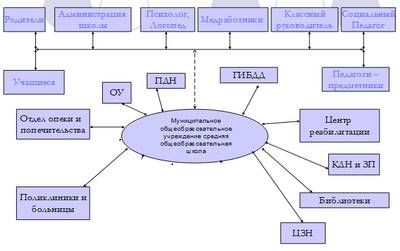 Родители
Администрация
школы
Психолог,
Логопед
Медработники
Классный
руководитель
Социальный
Педагог
Учащиеся
Педагоги –
предметники
ОУ
ПДН
ГИБДД
Отдел опеки и
попечительства
Муниципальное
общеобразовательное
учреждение средняя
общеобразовательная
школа
Центр
реабилитации
КДН и ЗП
Поликлиники и
больницы
Библиотеки
ЦЗН